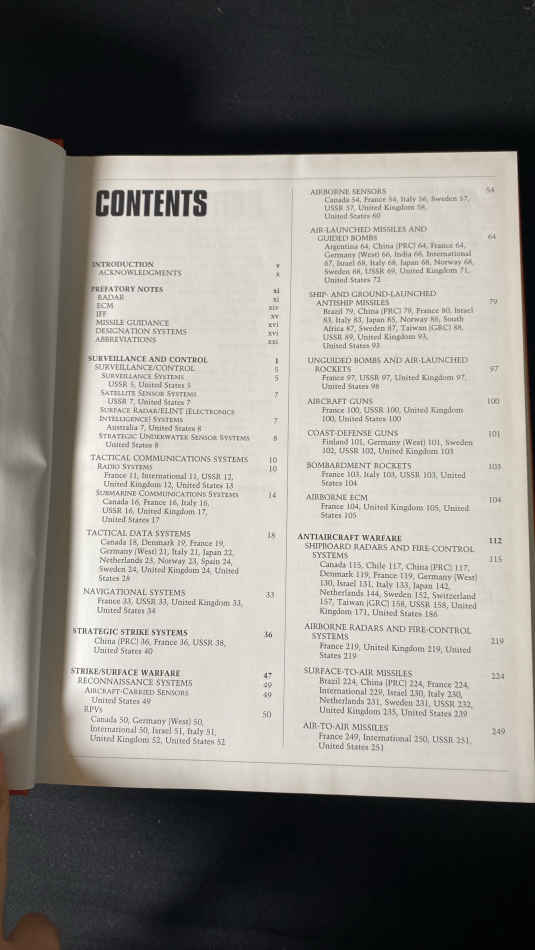 CONTENTS
INTRODUCTION v
ACKNOWLEDGMENTS x
PREFATORY NOTES xi
RADAR xi
ECM xiv
IFF xv
MISSILE GUIDANCE xvi
DESIGNATION SYSTEMS xvi
ABBREVIATIONS xxi
SURVEILLANCE AND CONTROL 1
SURVEILLANCE/CONTROL 5
SURVEILLANCE SYSTEMS 5
USSR 5, United States 5
SATELLITE SENSOR SYSTEMS 7
USSR 7, United States 7
SURFACE RADAR/ELINT (ELECTRONICS
INTELLIGENCE) SYSTEMS 7
Australia 7, United States 8
STRATEGIC UNDERWATER SENSOR SYSTEMS 8
United States 8
TACTICAL COMMUNICATIONS SYSTEMS 10
RADIO SYSTEMS 10
France 11, International 11, USSR 12,
United Kingdom 12, United States 13
SUBMARINE COMMUNICATIONS SYSTEMS 14
Canada 16, France 16, Italy 16,
USSR 16, United Kingdom 17,
United States 17
TACTICAL DATA SYSTEMS 18
Canada 18, Denmark 19, France 19,
Germany (West) 21, Italy 21, Japan 22,
Netherlands 23, Norway 23, Spain 24,
Sweden 24, United Kingdom 24, United
States 28
NAVIGATIONAL SYSTEMS 33
France 33, USSR 33, United Kingdom 33,
United States 34
STRATEGIC STRIKE SYSTEMS 36
China (PRC) 36, France 36, USSR 38,
United States 40
STRIKE/SURFACE WARFARE 47
RECONNAISSANCE SYSTEMS 49
AIRCRAFT-CARRIED SENSORS 49
United States 49
RPVs 50
Canada 50, Germany (West) 50,
International 50, Israel 51, Italy 51,
United Kingdom 52, United States 52
AIRBORNE SENSORS 54
Canada 54, France 54, Italy 56, Sweden 57,
USSR 57, United Kingdom 58,
United States 60
AIR-LAUNCHED MISSILES AND
GUIDED BOMBS 64
Argentina 64, China (PRC) 64, France 64,
Germany (West) 66, India 66, International
67, Israel 68, Italy 68, Japan 68, Norway 68,
Sweden 68, USSR 69, United Kingdom 71,
United States 72
SHIP- AND GROUND-LAUNCHED
ANTISHIP MISSILES 79
Brazil 79, China (PRC) 79, France 80, Israel
83, Italy 83, Japan 85, Norway 86, South
Africa 87, Sweden 87, Taiwan (GRC) 88,
USSR 89, United Kingdom 93,
United States 93
UNGUIDED BOMBS AND AIR-LAUNCHED
ROCKETS 97
France 97, USSR 97, United Kingdom 97,
United States 98
AIRCRAFT GUNS 100
France 100, USSR 100, United Kingdom
100, United States 100
COAST-DEFENSE GUNS 101
Finland 101, Germany (West) 101, Sweden
102, USSR 102, United Kingdom 103
BOMBARDMENT ROCKETS 103
France 103, Italy 103, USSR 103, United
States 104
AIRBORNE ECM 104
France 104, United Kingdom 105, United
States 105
ANTIAIRCRAFT WARFARE 112
SHIPBOARD RADARS AND FIRE-CONTROL
SYSTEMS 115
Canada 115, Chile 117, China (PRC) 117,
Denmark 119, France 119, Germany (West)
130, Israel 131, Italy 133, Japan 142,
Netherlands 144, Sweden 152, Switzerland
157, Taiwan (GRC) 158, USSR 158, United
Kingdom 171, United States 186
AIRBORNE RADARS AND FIRE-CONTROL
SYSTEMS 219
France 219, United Kingdom 219, United
States 219
SURFACE-TO-AIR MISSILES 224
Brazil 224, China (PRC) 224, France 224,
International 229, Israel 230, Italy 230,
Netherlands 231, Sweden 231, USSR 232,
United Kingdom 235, United States 239
AIR-TO-AIR MISSILES 249
France 249, International 250, USSR 251,
United States 251